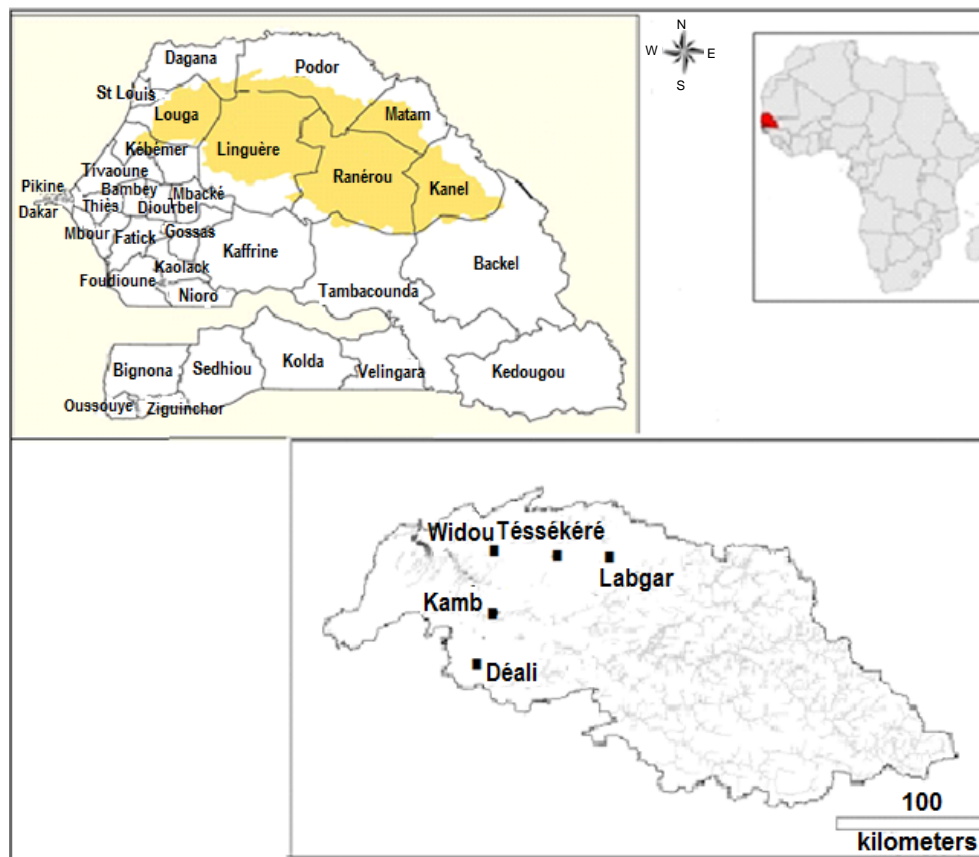 N
W E
S
Dagana
Podor
St Louis
Louga
Matam
Kébémer
Linguère
Tivaoune
Ranérou
Kanel
Pikine
Bambey
Mbacké
Thiès
Diourbel
Dakar
Mbour
Fatick
Gossas
Kaffrine
Backel
Kaolack
Foudioune
Nioro
Tambacounda
Bignona
Sedhiou
Kolda
Velingara
Kedougou
Oussouye
Ziguinchor
Widou Téssékéré
Labgar
Kamb
Déali
100
kilometers